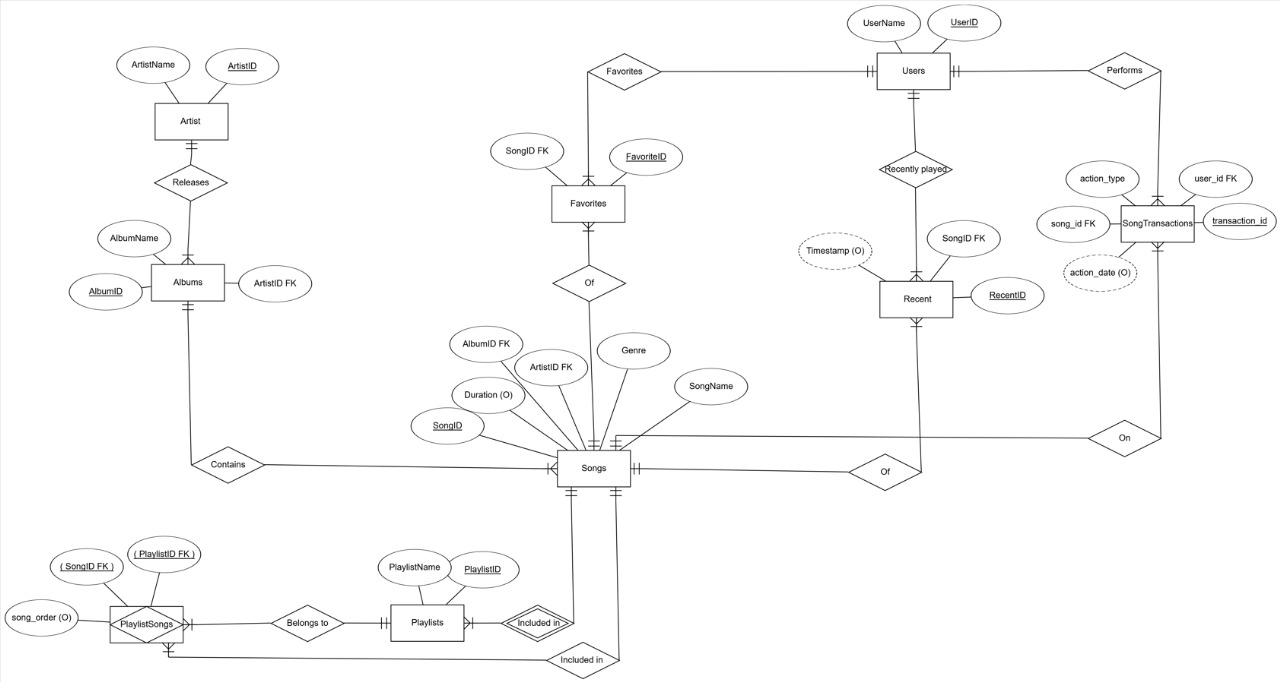 UserName
UserID
ArtistName
ArtistID
Favorites
Users
Performs
Artist
SongID FK
FavoriteID
Recently played
Releases
action_type
user_id FK
Favorites
song_id FK
SongTransactions
transaction_id
AlbumName
Timestamp (O)
SongID FK
action_date (O)
Albums
ArtistID FK
AlbumID
Of
Recent
RecentID
AlbumID FK
Genre
ArtistID FK
SongName
Duration (O)
SongID
On
Contains
Songs
Of
( PlaylistID FK )
( SongID FK )
PlaylistName
PlaylistID
song_order (O)
PlaylistSongs
Belongs to
Playlists
Included in
Included in